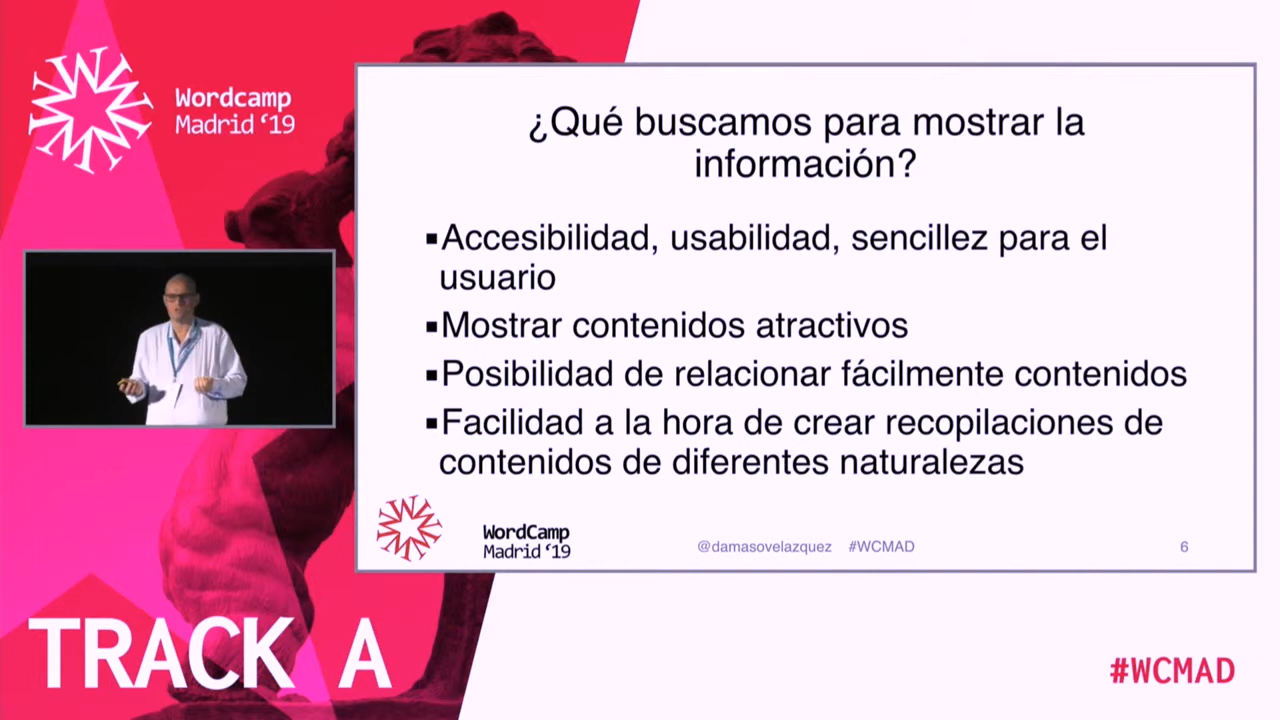 Wordcamp
Madrid ‘19
¿Qué buscamos para mostrar la
información?
▪Accesibilidad, usabilidad, sencillez para el
usuario
▪Mostrar contenidos atractivos
▪Posibilidad de relacionar fácilmente contenidos
▪Facilidad a la hora de crear recopilaciones de
contenidos de diferentes naturalezas
WordCamp
Madrid ‘19
@damasovelazquez #WCMAD
6
TRACK A
#WCMAD